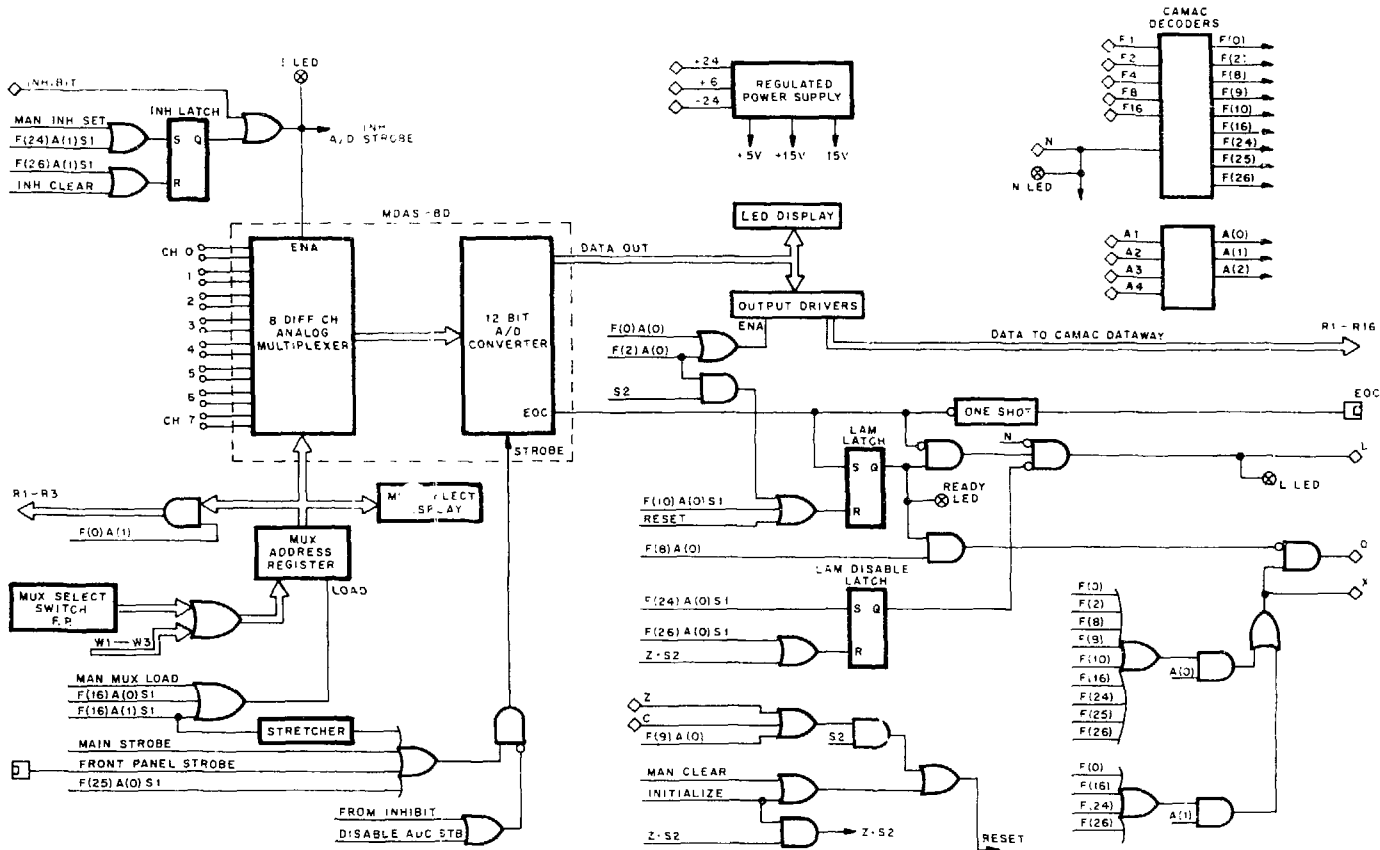 INHIBIT
MAN INH SET
F(24)A(1)S1
F(26)A(1)S1
INH CLEAR
INH LATCH
S Q
R
LED
INH
A/D STROBE
+24
+6
-24
REGULATED
POWER SUPPLY
+5V
+15V
15V
CAMAC
DECODERS
F1
F2
F4
F8
F16
N
N LED
F(0)
F(2)
F(8)
F(9)
F(10)
F(16)
F(24)
F(25)
F(26)
A1
A2
A3
A4
A(0)
A(1)
A(2)
MDAS-8D
CH 0
1
2
3
4
5
6
CH 7
ENA
8 DIFF CH
ANALOG
MULTIPLEXER
12 BIT
A/D
CONVERTER
EOC
STROBE
DATA OUT
LED DISPLAY
OUTPUT DRIVERS
ENA
F(0)A(0)
F(2)A(0)
S2
DATA TO CAMAC DATAWAY
R1-R16
ONE SHOT
EOC
LAM
LATCH
S Q
R
N
L
L LED
READY
LED
F(10)A(0)S1
RESET
F(8)A(0)
LAM DISABLE
LATCH
F(24)A(0)S1
S Q
F(26)A(0)S1
Z·S2
R
X
R1-R3
F(0)A(1)
MUX
ADDRESS
REGISTER
LOAD
MUX SELECT
SWITCH
F.P.
W1-W3
MAN MUX LOAD
F(16)A(0)S1
F(16)A(1)S1
STRETCHER
MAIN STROBE
FRONT PANEL STROBE
F(25)A(0)S1
FROM INHIBIT
DISABLE ADC STB
Z
C
F(9)A(0)
S2
MAN CLEAR
INITIALIZE
Z·S2
Z·S2
RESET
F(0)
F(2)
F(8)
F(9)
F(10)
F(16)
F(24)
F(25)
F(26)
A(0)
F(0)
F(16)
F(24)
F(26)
A(1)